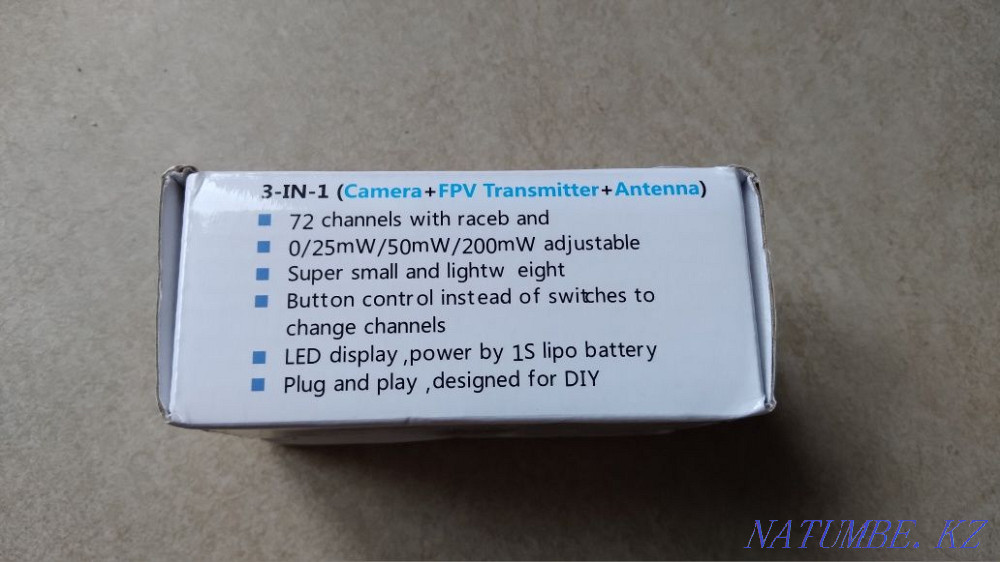 3-IN-1 (Camera+FPV Transmitter+Antenna)
72 channels with raceb and
0/25mW/50mW/200mW adjustable
Super small and lightw eight
Button control instead of switches to
change channels
LED display ,power by 1S lipo battery
Plug and play ,designed for DIY
NATUMBE. KZ